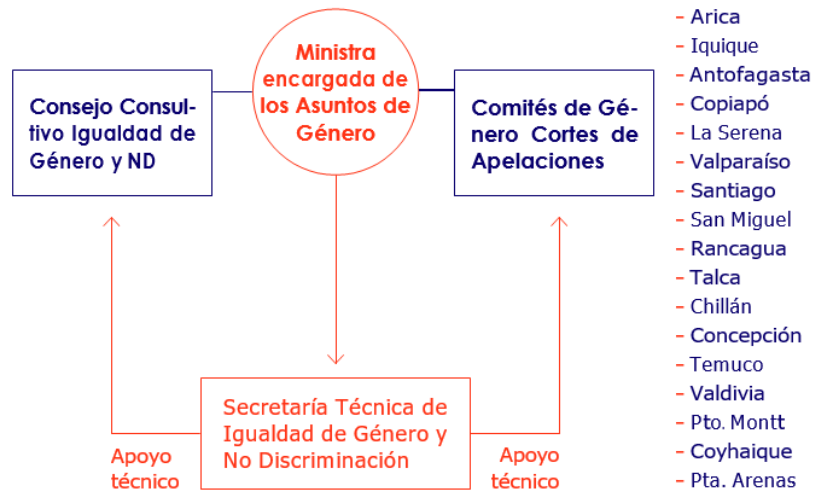 Ministra
encargada de
los Asuntos de
Género
Consejo Consul-
tivo Igualdad de
Género y ND
Comités de Gé-
nero Cortes de
Apelaciones
Secretaría Técnica de
Igualdad de Género y
No Discriminación
Apoyo
técnico
Apoyo
técnico
- Arica
- Iquique
- Antofagasta
- Copiapó
- La Serena
- Valparaíso
- Santiago
- San Miguel
- Rancagua
- Talca
- Chillán
- Concepción
- Temuco
- Valdivia
- Pto. Montt
- Coyhaique
- Pta. Arenas